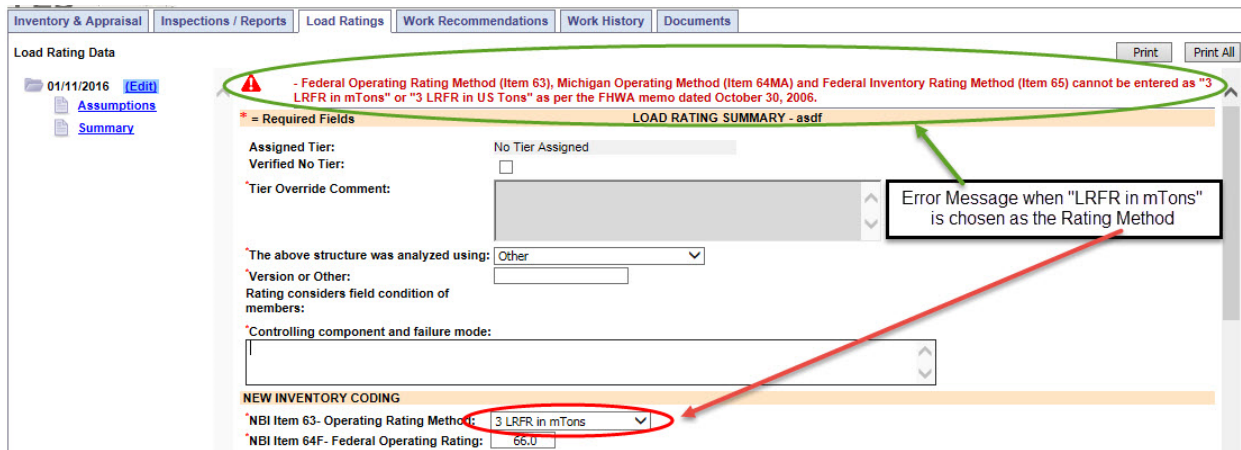 Inventory & Appraisal
Inspections / Reports
Load Ratings
Work Recommendations
Work History
Documents
Load Rating Data
Print
Print All
01/11/2016 (Edit)
Assumptions
Summary
- Federal Operating Rating Method (Item 63), Michigan Operating Method (Item 64MA) and Federal Inventory Rating Method (Item 65) cannot be entered as "3
LRFR in mTons" or "3 LRFR in US Tons" as per the FHWA memo dated October 30, 2006.
* = Required Fields
LOAD RATING SUMMARY - asdf
Assigned Tier: No Tier Assigned
Verified No Tier:
*Tier Override Comment:
Error Message when "LRFR in mTons"
is chosen as the Rating Method
*The above structure was analyzed using: Other
*Version or Other:
Rating considers field condition of
members:
*Controlling component and failure mode:
NEW INVENTORY CODING
*NBI Item 63- Operating Rating Method: 3 LRFR in mTons
*NBI Item 64F- Federal Operating Rating: 66.0